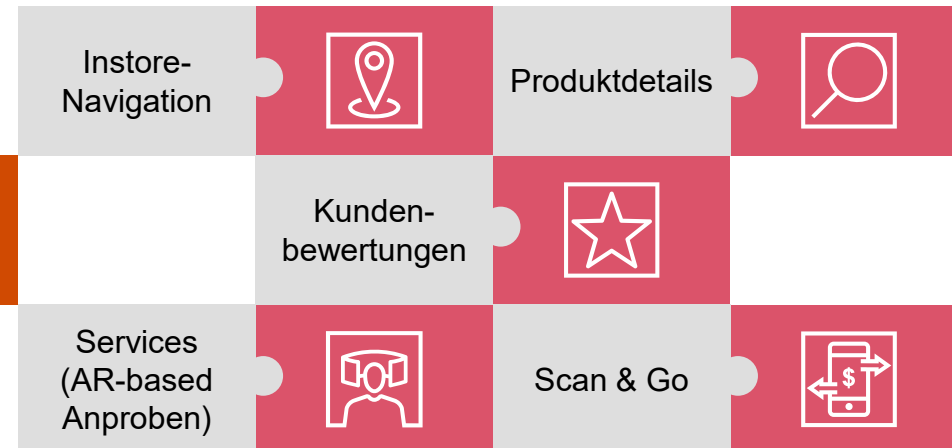 Instore-
Navigation
Produktdetails
Kunden-
bewertungen
Services
(AR-based
Anproben)
Scan & Go
$